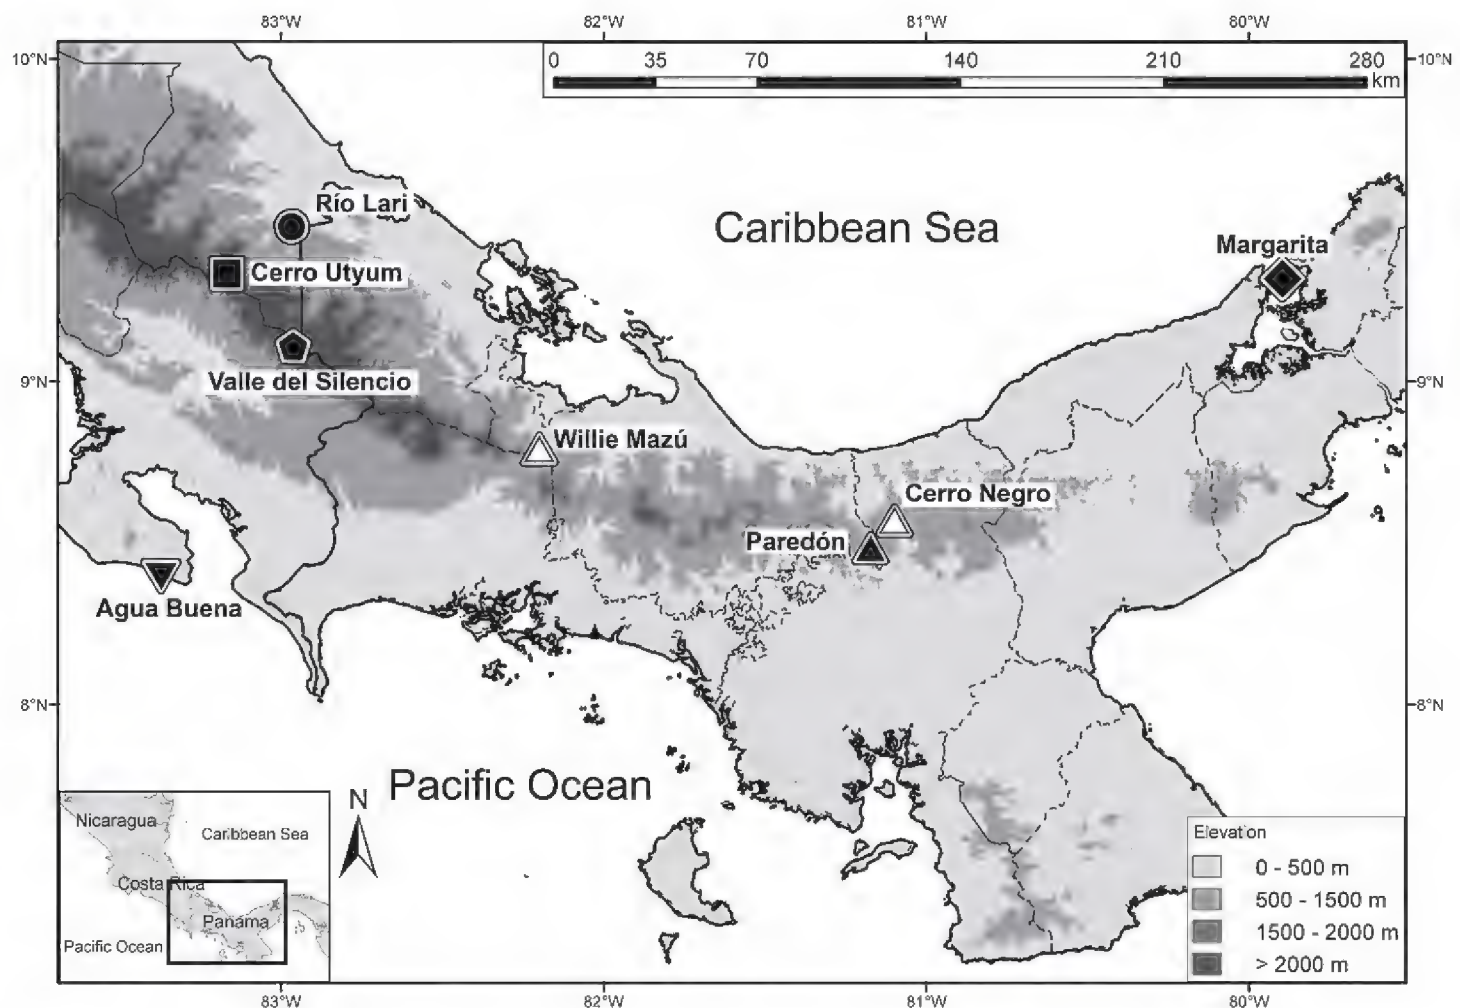 83°W 82°W 81°W 80°W
10°N 10°N
0 35 70 140 210 280
km
Río Lari
Caribbean Sea
Margarita
Cerro Utyum
9°N 9°N
Valle del Silencio
Willie Mazú
Cerro Negro
Paredón
Agua Buena
8°N 8°N
Pacific Ocean
N
Nicaragua
Caribbean Sea
Costa Rica
Panáma
Pacific Ocean
Elevation
0 - 500 m
500 - 1500 m
1500 - 2000 m
> 2000 m
83°W 82°W 81°W 80°W